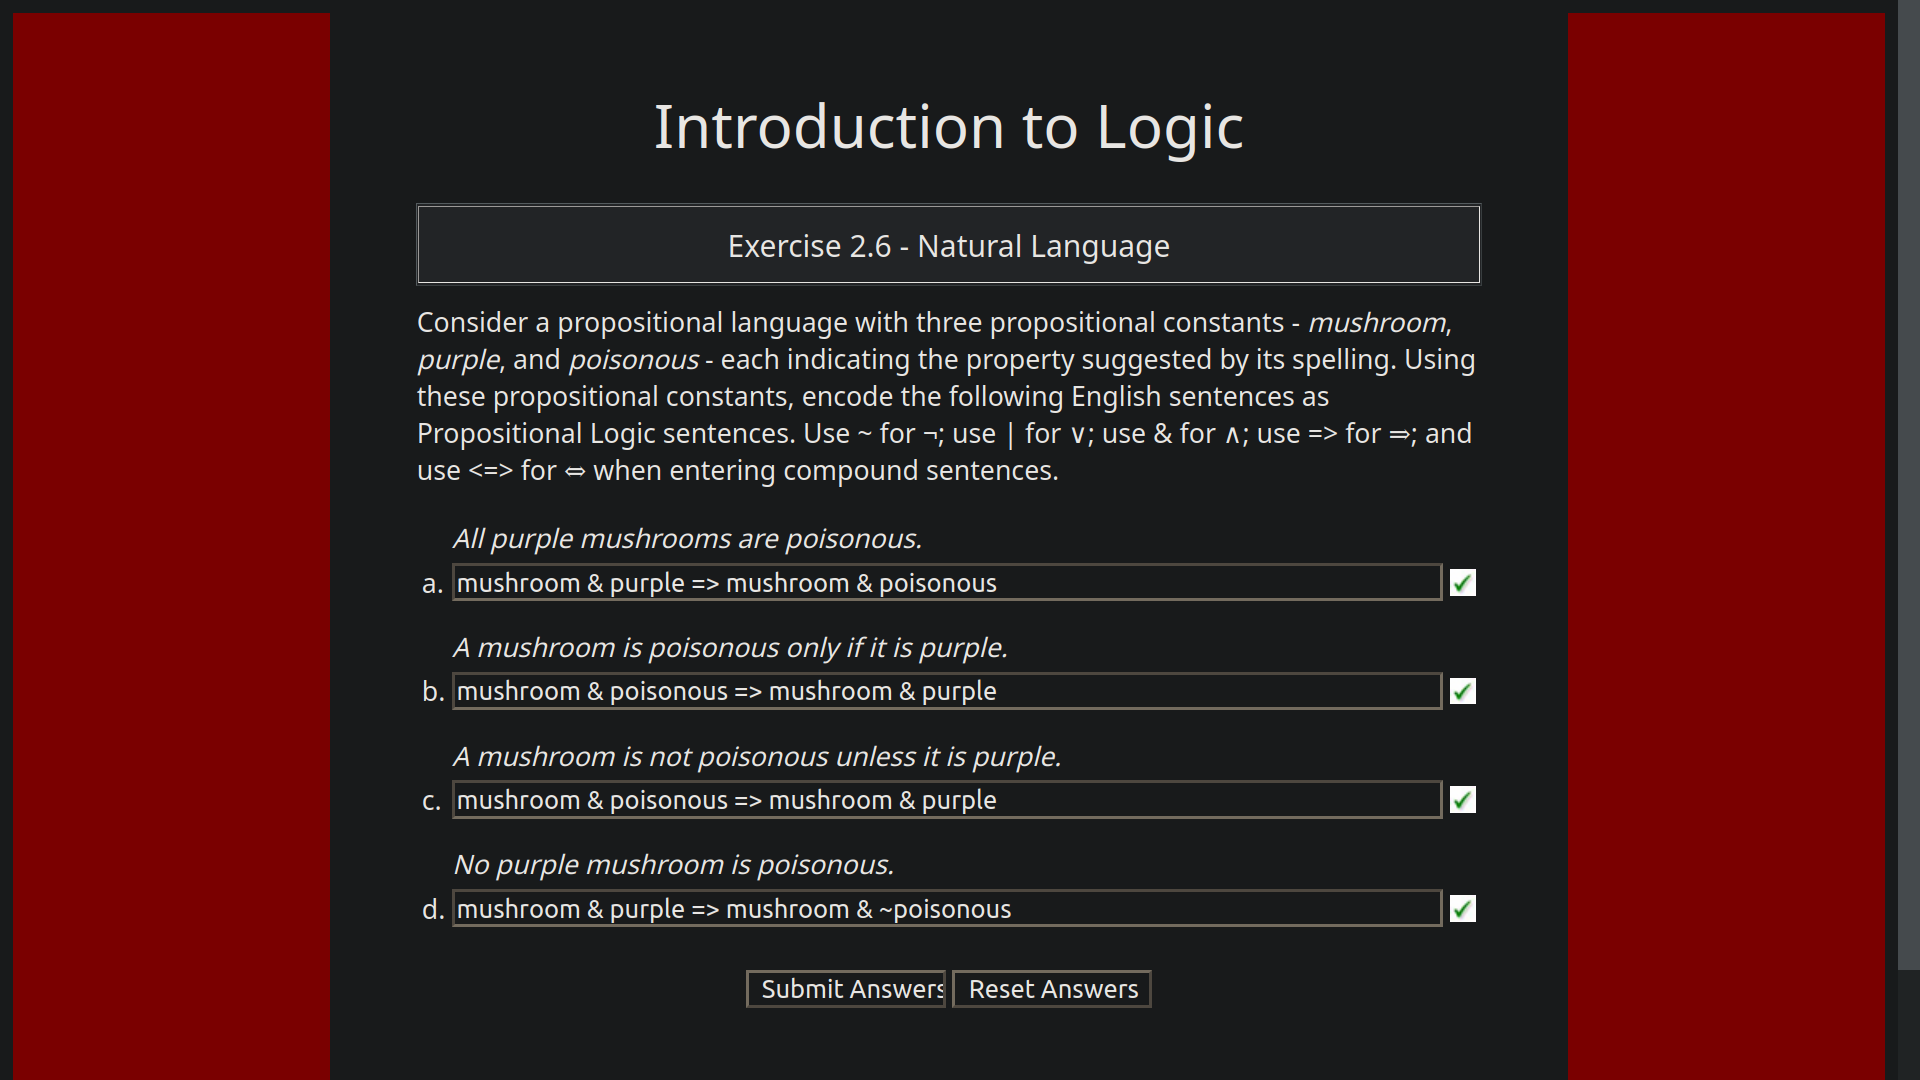 Introduction to Logic
Exercise 2.6 - Natural Language
Consider a propositional language with three propositional constants - mushroom,
purple, and poisonous - each indicating the property suggested by its spelling. Using
these propositional constants, encode the following English sentences as
Propositional Logic sentences. Use ~ for ¬; use | for ∨; use & for ∧; use => for ⇒; and
use <=> for ⇔ when entering compound sentences.
All purple mushrooms are poisonous.
a. mushroom & purple => mushroom & poisonous
A mushroom is poisonous only if it is purple.
b. mushroom & poisonous => mushroom & purple
A mushroom is not poisonous unless it is purple.
c. mushroom & poisonous => mushroom & purple
No purple mushroom is poisonous.
d. mushroom & purple => mushroom & ~poisonous
Submit Answers Reset Answers